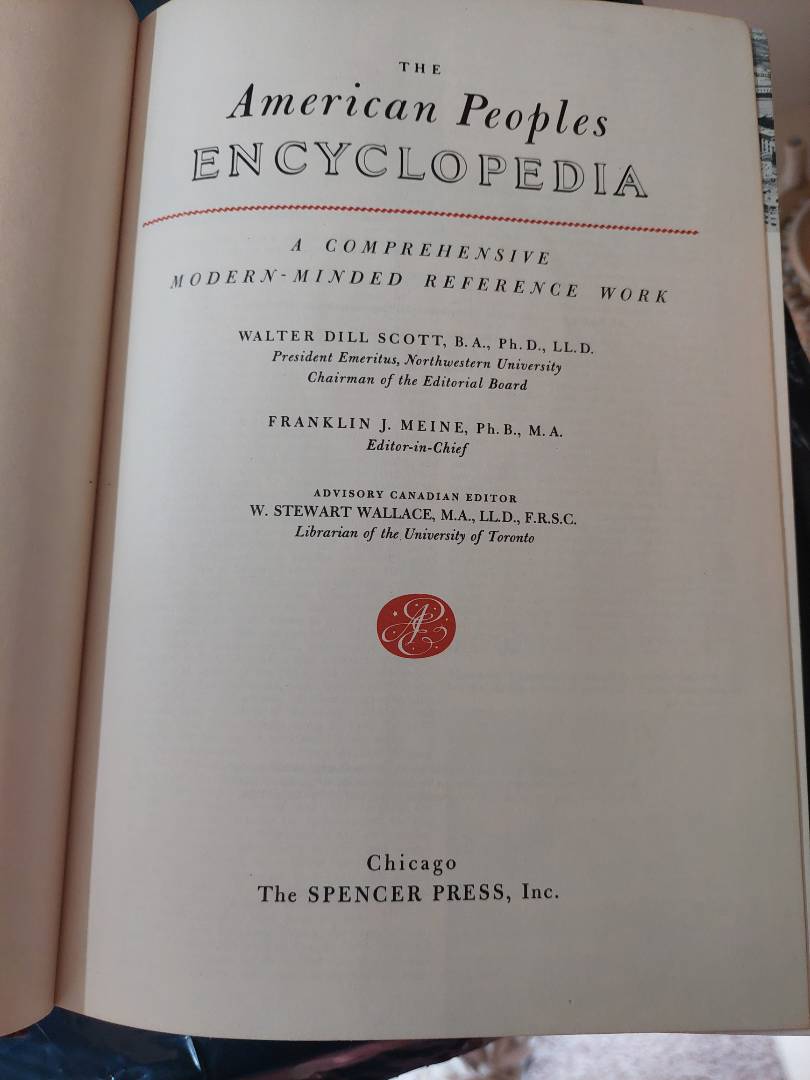 THE
American Peoples
ENCYCLOPEDIA
A COMPREHENSIVE
MODERN-MINDED REFERENCE WORK
WALTER DILL SCOTT, B.A., Ph.D., LL.D.
President Emeritus, Northwestern University
Chairman of the Editorial Board
FRANKLIN J. MEINE, Ph.B., M.A.
Editor-in-Chief
ADVISORY CANADIAN EDITOR
W. STEWART WALLACE, M.A., LL.D., F.R.S.C.
Librarian of the University of Toronto
APE
Chicago
The SPENCER PRESS, Inc.